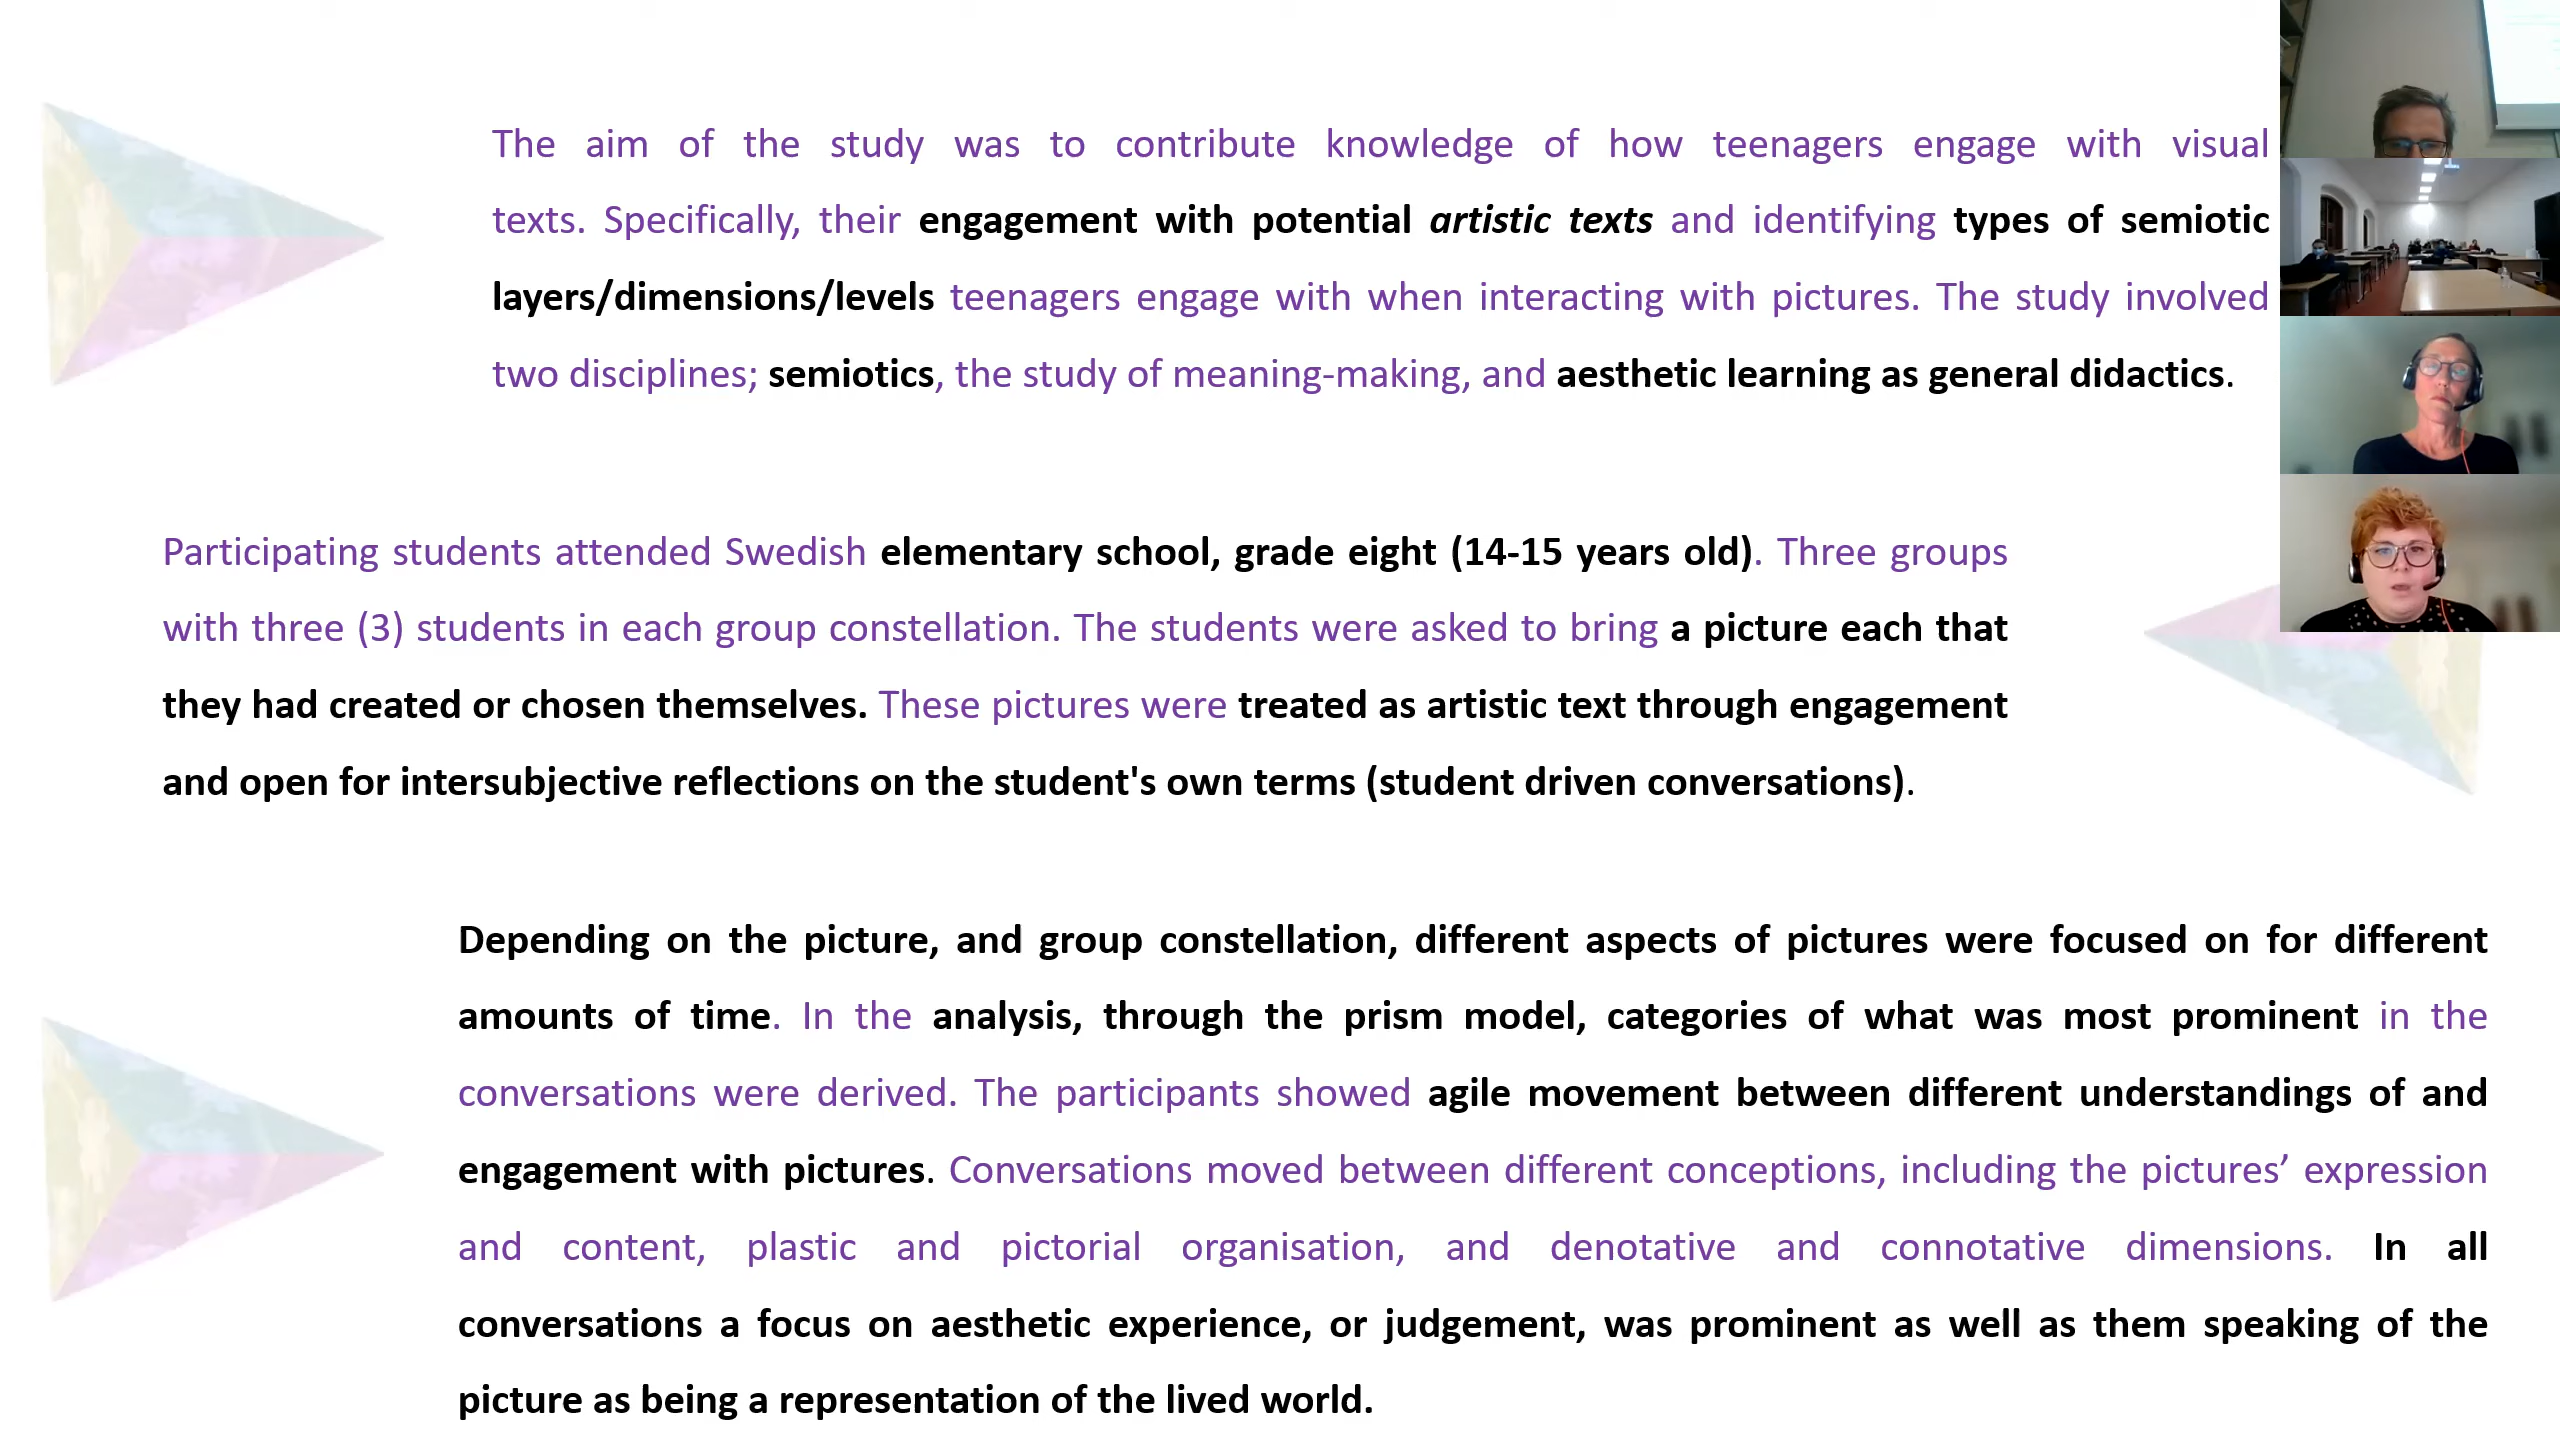 The aim of the study was to contribute knowledge of how teenagers engage with visual
texts. Specifically, their engagement with potential artistic texts and identifying types of semiotic
layers/dimensions/levels teenagers engage with when interacting with pictures. The study involved
two disciplines; semiotics, the study of meaning-making, and aesthetic learning as general didactics.
Participating students attended Swedish elementary school, grade eight (14-15 years old). Three groups
with three (3) students in each group constellation. The students were asked to bring a picture each that
they had created or chosen themselves. These pictures were treated as artistic text through engagement
and open for intersubjective reflections on the student's own terms (student driven conversations).
Depending on the picture, and group constellation, different aspects of pictures were focused on for different
amounts of time. In the analysis, through the prism model, categories of what was most prominent in the
conversations were derived. The participants showed agile movement between different understandings of and
engagement with pictures. Conversations moved between different conceptions, including the pictures’ expression
and content, plastic and pictorial organisation, and denotative and connotative dimensions. In all
conversations a focus on aesthetic experience, or judgement, was prominent as well as them speaking of the
picture as being a representation of the lived world.